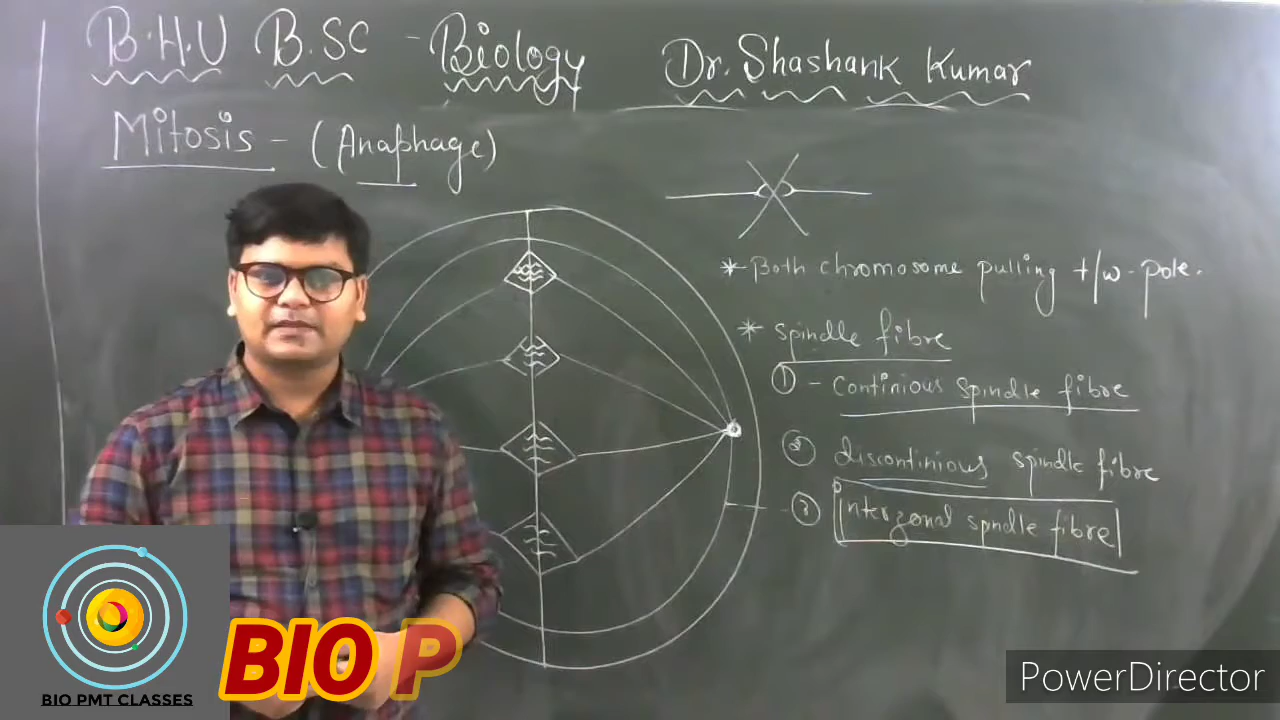 B.H.U B.SC - Biology Dr. Shashank Kumar
Mitosis - (Anaphage)
* Both chromosome pulling t/w - Pole.
* spindle fibre
① - continious spindle fibre
② discontinious spindle fibre
- ③ Interzonal spindle fibre
BIO PMT CLASSES
BIO P
PowerDirector